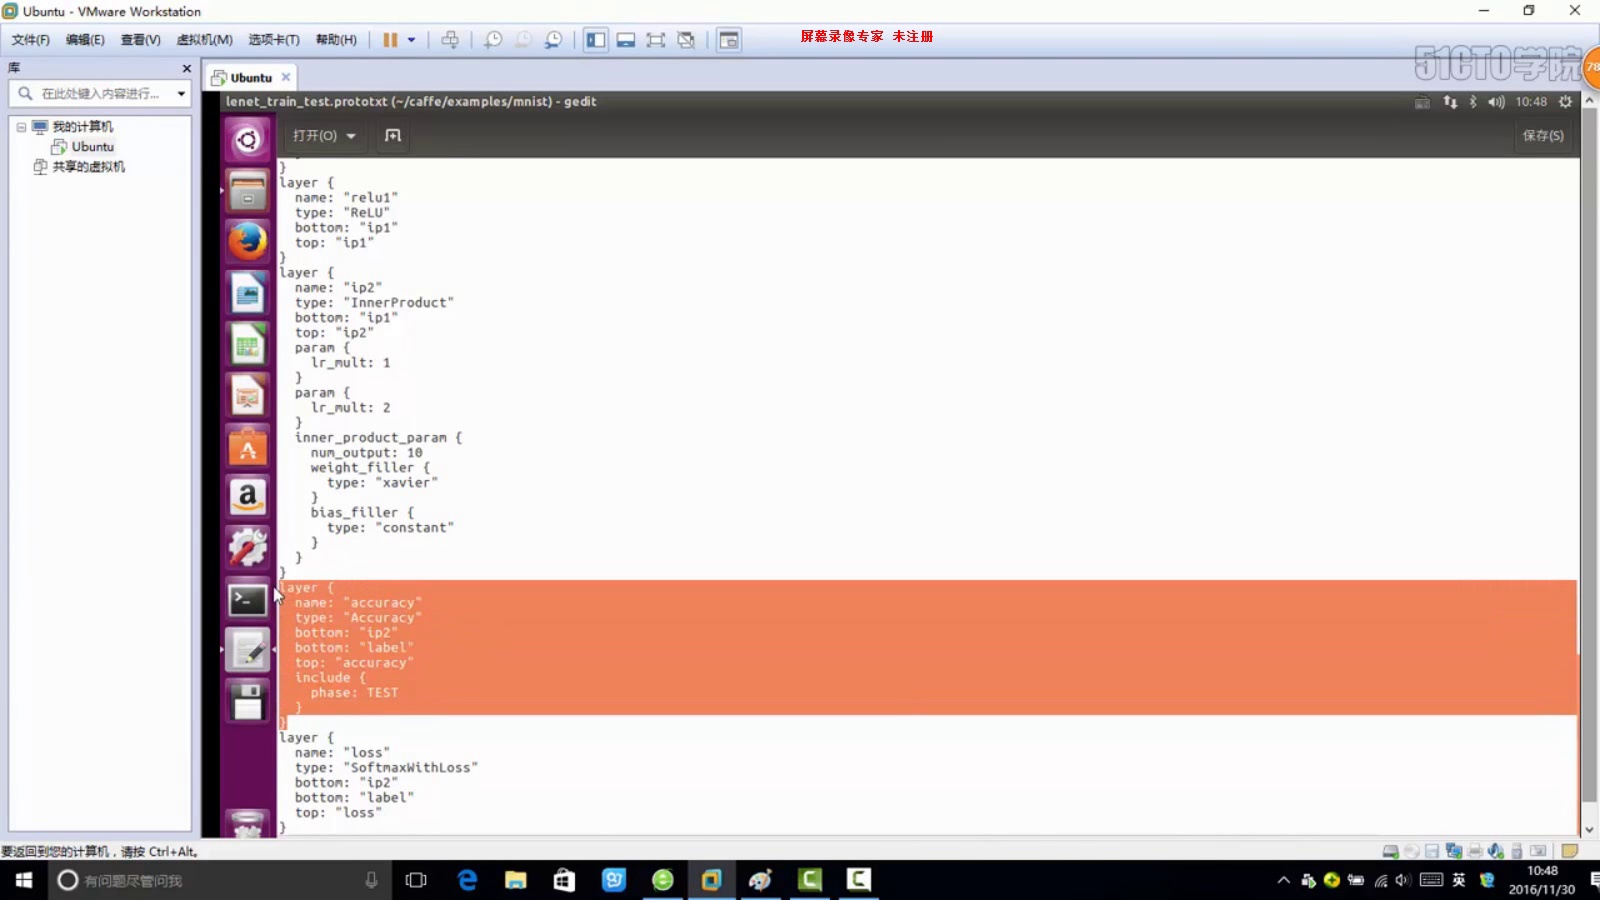 Ubuntu - VMware Workstation
文件(F) 编辑(E) 查看(V) 虚拟机(M) 选项卡(T) 帮助(H)
屏幕录像专家 未注册
51CTO学院
78
库
Ubuntu
在此处键入内容进行...
我的计算机
Ubuntu
共享的虚拟机
lenet_train_test.prototxt (~/caffe/examples/mnist) - gedit
10:48
打开(O)
保存(S)
}
layer {
name: "relu1"
type: "ReLU"
bottom: "ip1"
top: "ip1"
}
layer {
name: "ip2"
type: "InnerProduct"
bottom: "ip1"
top: "ip2"
param {
lr_mult: 1
}
param {
lr_mult: 2
}
inner_product_param {
num_output: 10
weight_filler {
type: "xavier"
}
bias_filler {
type: "constant"
}
}
}
layer {
name: "accuracy"
type: "Accuracy"
bottom: "ip2"
bottom: "label"
top: "accuracy"
include {
phase: TEST
}
}
layer {
name: "loss"
type: "SoftmaxWithLoss"
bottom: "ip2"
bottom: "label"
top: "loss"
}
要返回到您的计算机，请按 Ctrl+Alt。
有问题尽管问我
英
10:48
2016/11/30